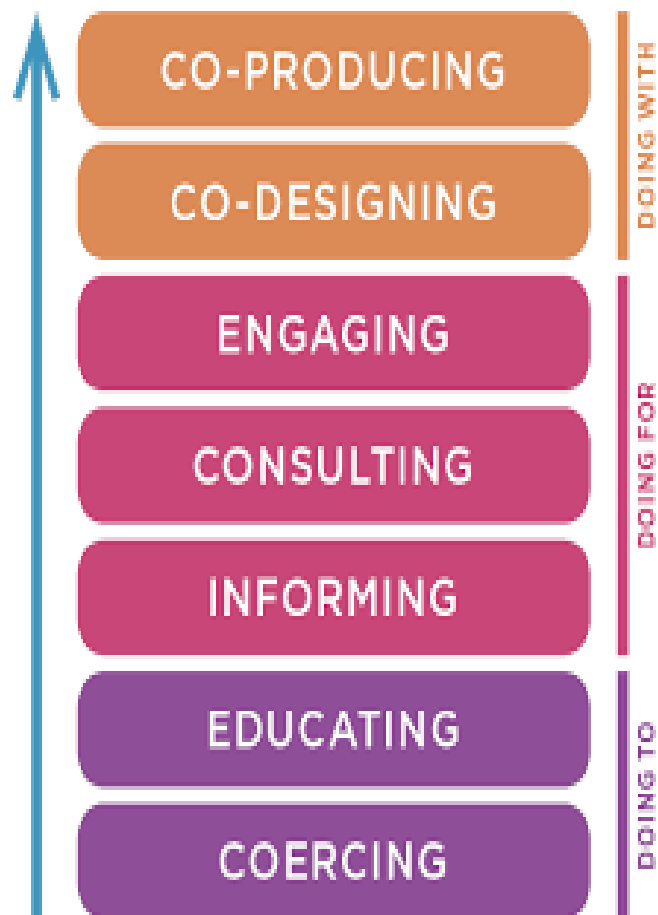 CO-PRODUCING
CO-DESIGNING
DOING WITH
ENGAGING
CONSULTING
INFORMING
DOING FOR
EDUCATING
COERCING
DOING TO